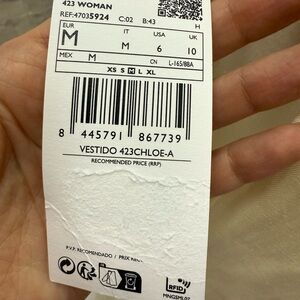 423 WOMAN
REF:47035924 C:02 B:43 H
EUR IT USA UK
M M 6 10
MEX M CN L-165/88A
XS S M L XL
8 445791 867739
VESTIDO 423CHLOE-A
RECOMMENDED PRICE (RRP)
P.V.P. RECOMENDADO / PRIX
RFID
MNGSML07